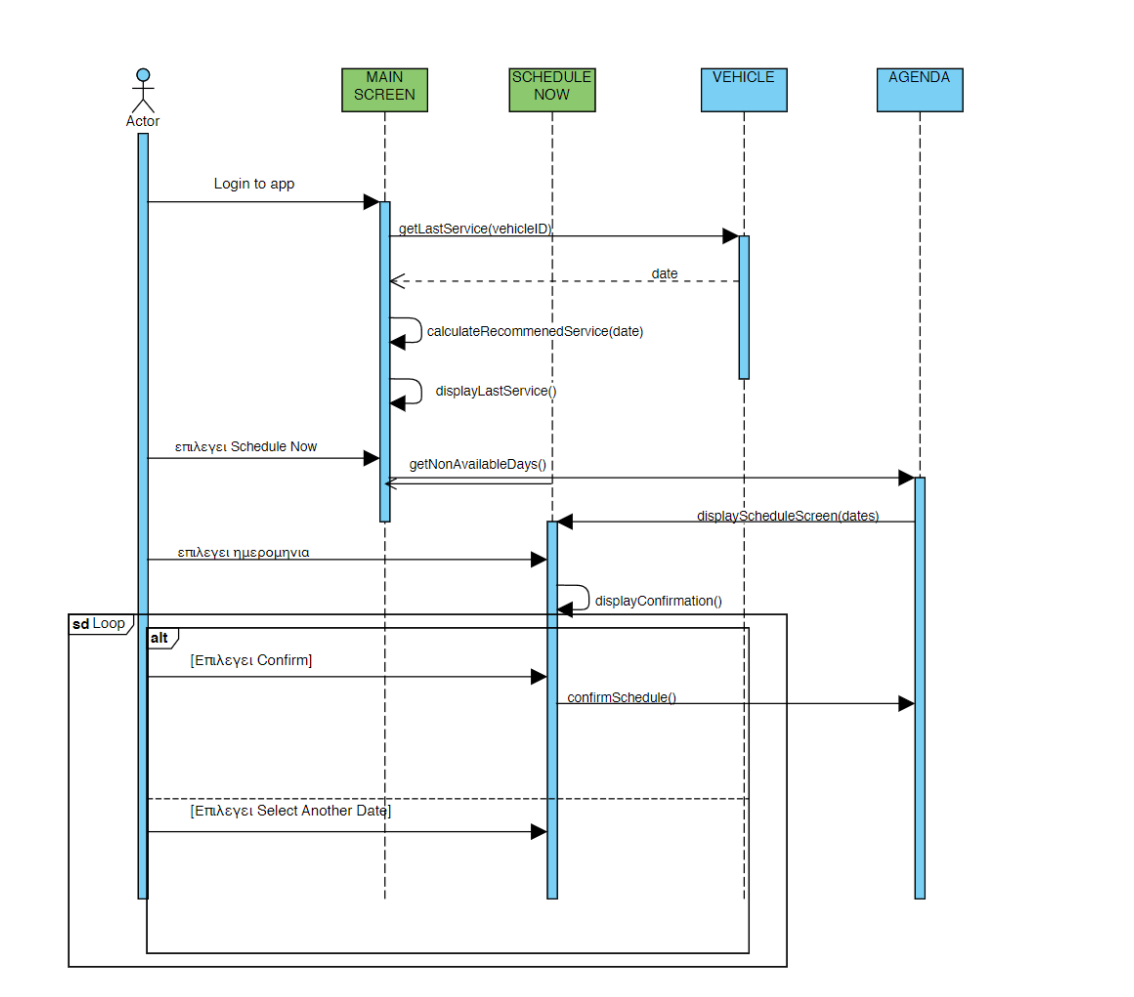 MAIN
SCREEN
SCHEDULE
NOW
VEHICLE
AGENDA
Actor
Login to app
getLastService(vehicleID)
date
calculateRecommenedService(date)
displayLastService()
επιλεγει Schedule Now
getNonAvailableDays()
displayScheduleScreen(dates)
επιλεγει ημερομηνια
displayConfirmation()
sd Loop
alt
[Επιλεγει Confirm]
confirmSchedule()
[Επιλεγει Select Another Date]